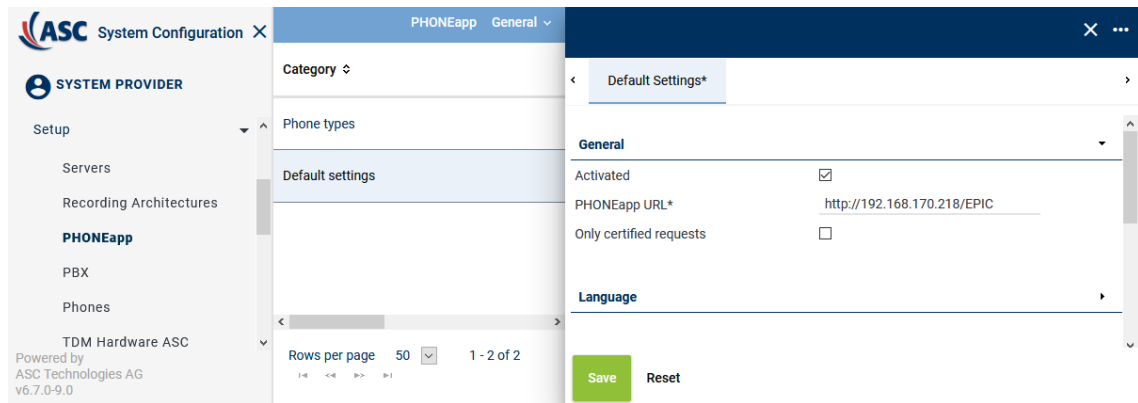 ASC System Configuration
SYSTEM PROVIDER
Setup
Servers
Recording Architectures
PHONEapp
PBX
Phones
TDM Hardware ASC
Powered by
ASC Technologies AG
v6.7.0-9.0
PHONEapp General
Category
Phone types
Default settings
Rows per page 50 1 - 2 of 2
Default Settings*
General
Activated
PHONEapp URL* http://192.168.170.218/EPIC
Only certified requests
Language
Save Reset